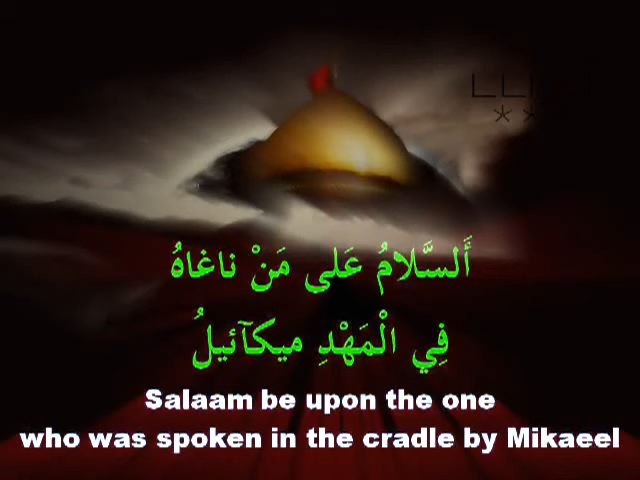 أَلسَّلامُ عَلى مَنْ ناغاهُ
فِي الْمَهْدِ ميكآئيلُ
Salaam be upon the one
who was spoken in the cradle by Mikaeel